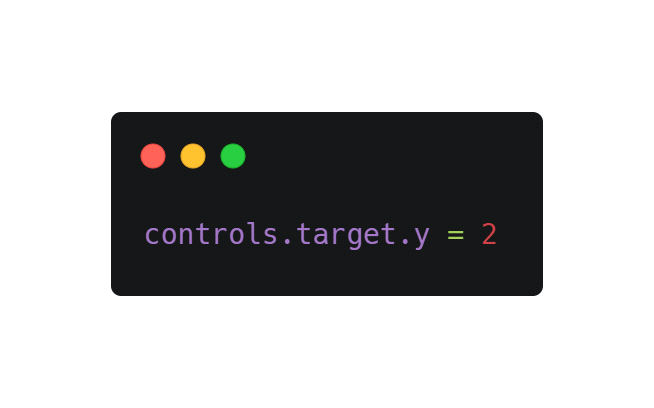 controls.target.y = 2